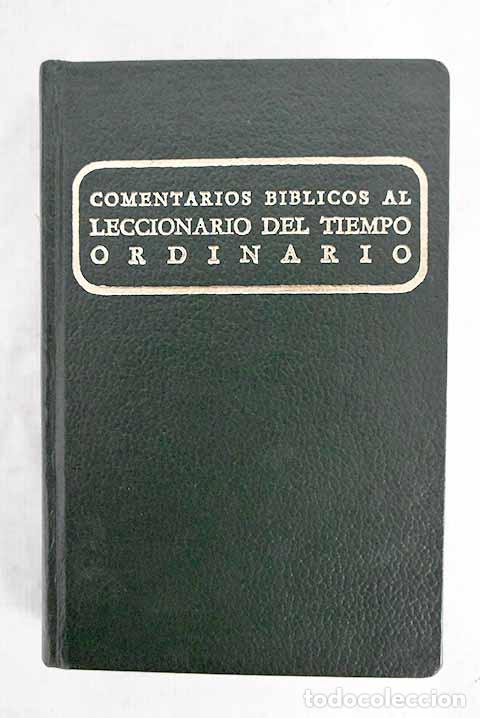 COMENTARIOS BIBLICOS AL
LECCIONARIO DEL TIEMPO
ORDINARIO
todocoleccion